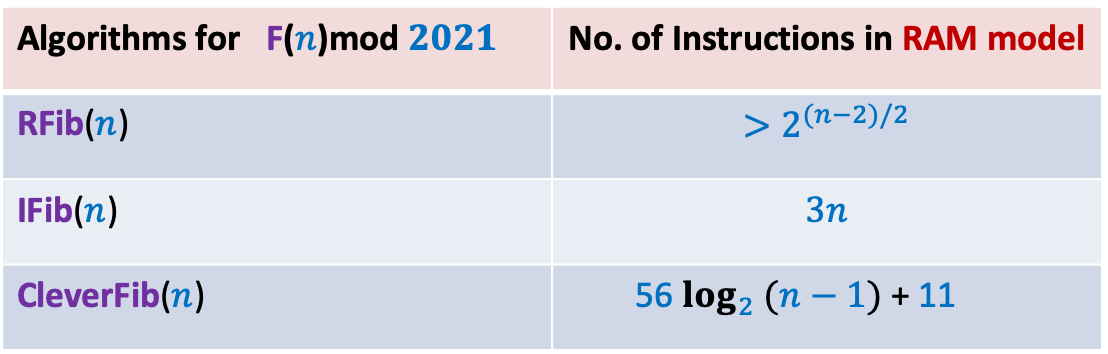 Algorithms for F(n)mod 2021
No. of Instructions in RAM model
RFib(n)
> 2^{(n−2)/2}
IFib(n)
3n
CleverFib(n)
56 log₂ (n − 1) + 11